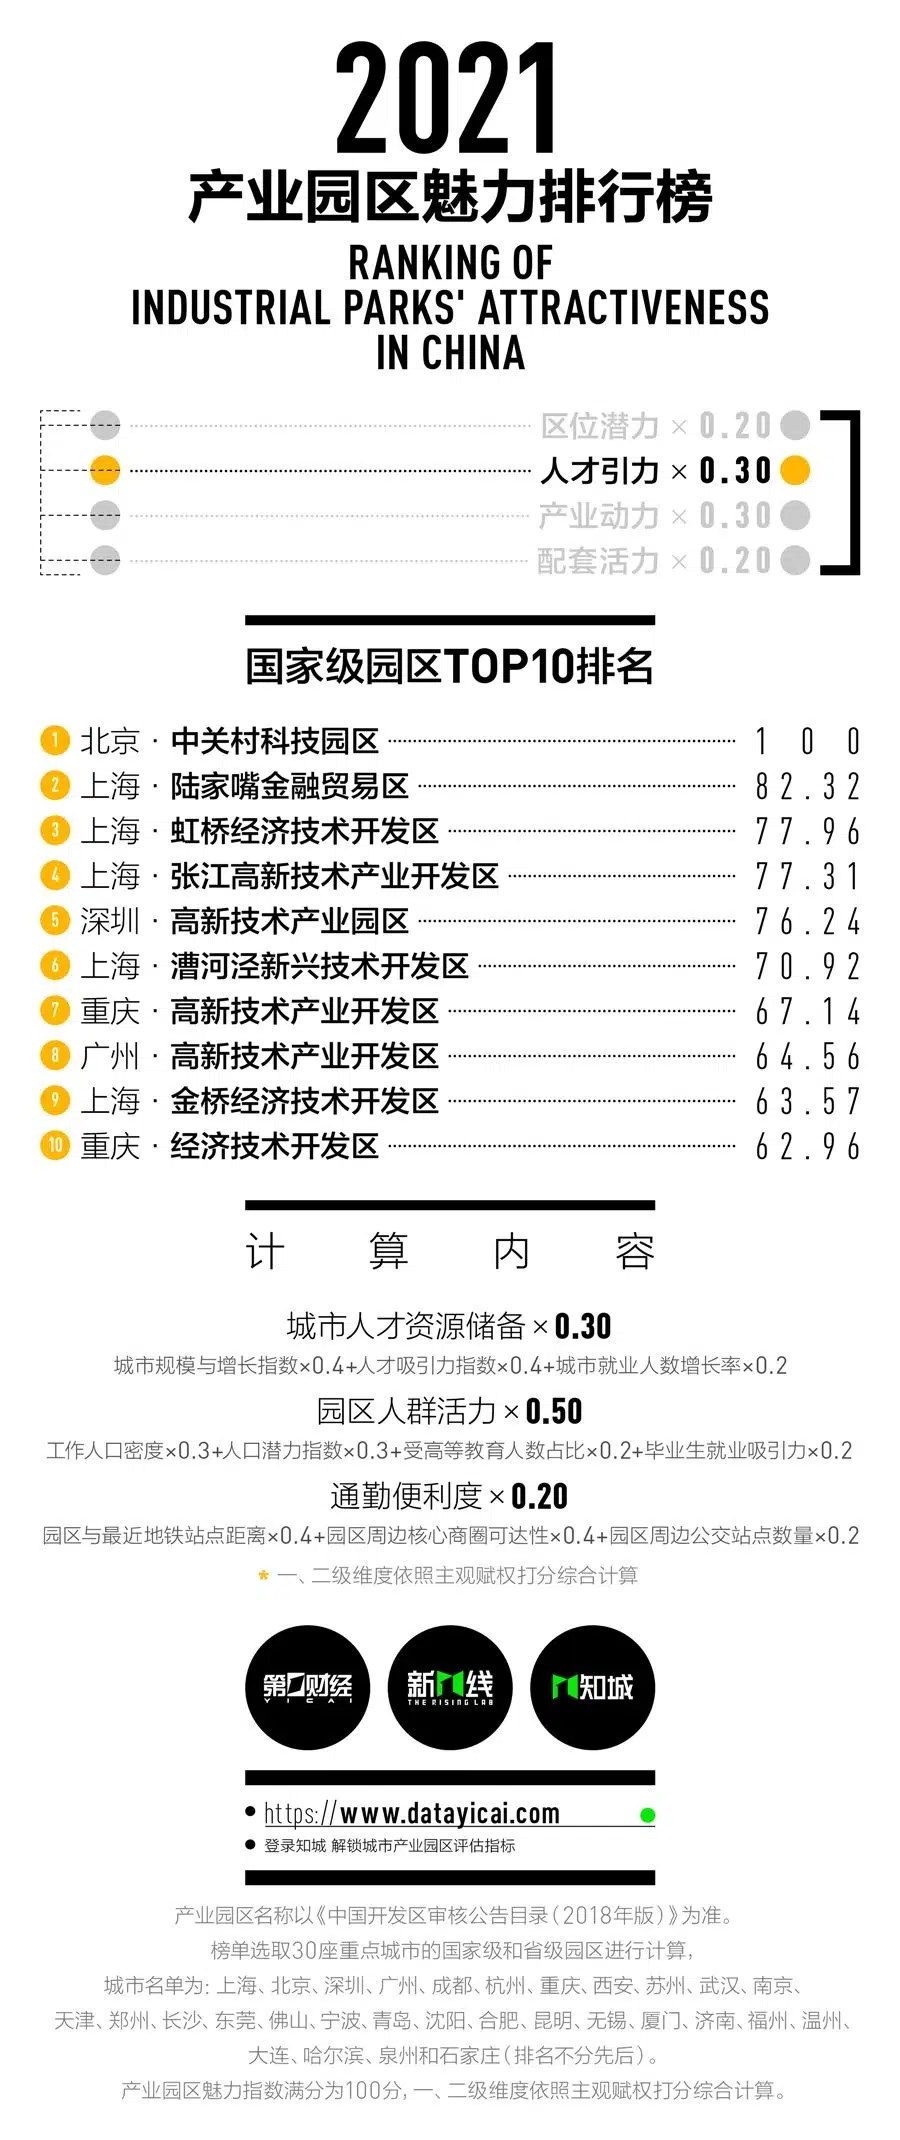 2021
产业园区魅力排行榜
RANKING OF
INDUSTRIAL PARKS' ATTRACTIVENESS
IN CHINA
区位潜力 × 0.20
人才引力 × 0.30
产业动力 × 0.30
配套活力 × 0.20
国家级园区TOP10排名
1 北京 · 中关村科技园区 100
2 上海 · 陆家嘴金融贸易区 82.32
3 上海 · 虹桥经济技术开发区 77.96
4 上海 · 张江高新技术产业开发区 77.31
5 深圳 · 高新技术产业园区 76.24
6 上海 · 漕河泾新兴技术开发区 70.92
7 重庆 · 高新技术产业开发区 67.14
8 广州 · 高新技术产业开发区 64.56
9 上海 · 金桥经济技术开发区 63.57
10 重庆 · 经济技术开发区 62.96
计算内容
城市人才资源储备 × 0.30
城市规模与增长指数×0.4+人才吸引力指数×0.4+城市就业人数增长率×0.2
园区人群活力 × 0.50
工作人口密度×0.3+人口潜力指数×0.3+受高等教育人数占比×0.2+毕业生就业吸引力×0.2
通勤便利度 × 0.20
园区与最近地铁站点距离×0.4+园区周边核心商圈可达性×0.4+园区周边公交站点数量×0.2
* 一、二级维度依照主观赋权打分综合计算
第一财经 YICAI
新一线 THE RISING LAB
知城
https://www.datayicai.com
登录知城 解锁城市产业园区评估指标
产业园区名称以《中国开发区审核公告目录(2018年版)》为准。
榜单选取30座重点城市的国家级和省级园区进行计算,
城市名单为: 上海、北京、深圳、广州、成都、杭州、重庆、西安、苏州、武汉、南京、
天津、郑州、长沙、东莞、佛山、宁波、青岛、沈阳、合肥、昆明、无锡、厦门、济南、福州、温州、
大连、哈尔滨、泉州和石家庄(排名不分先后)。
产业园区魅力指数满分为100分, 一、二级维度依照主观赋权打分综合计算。